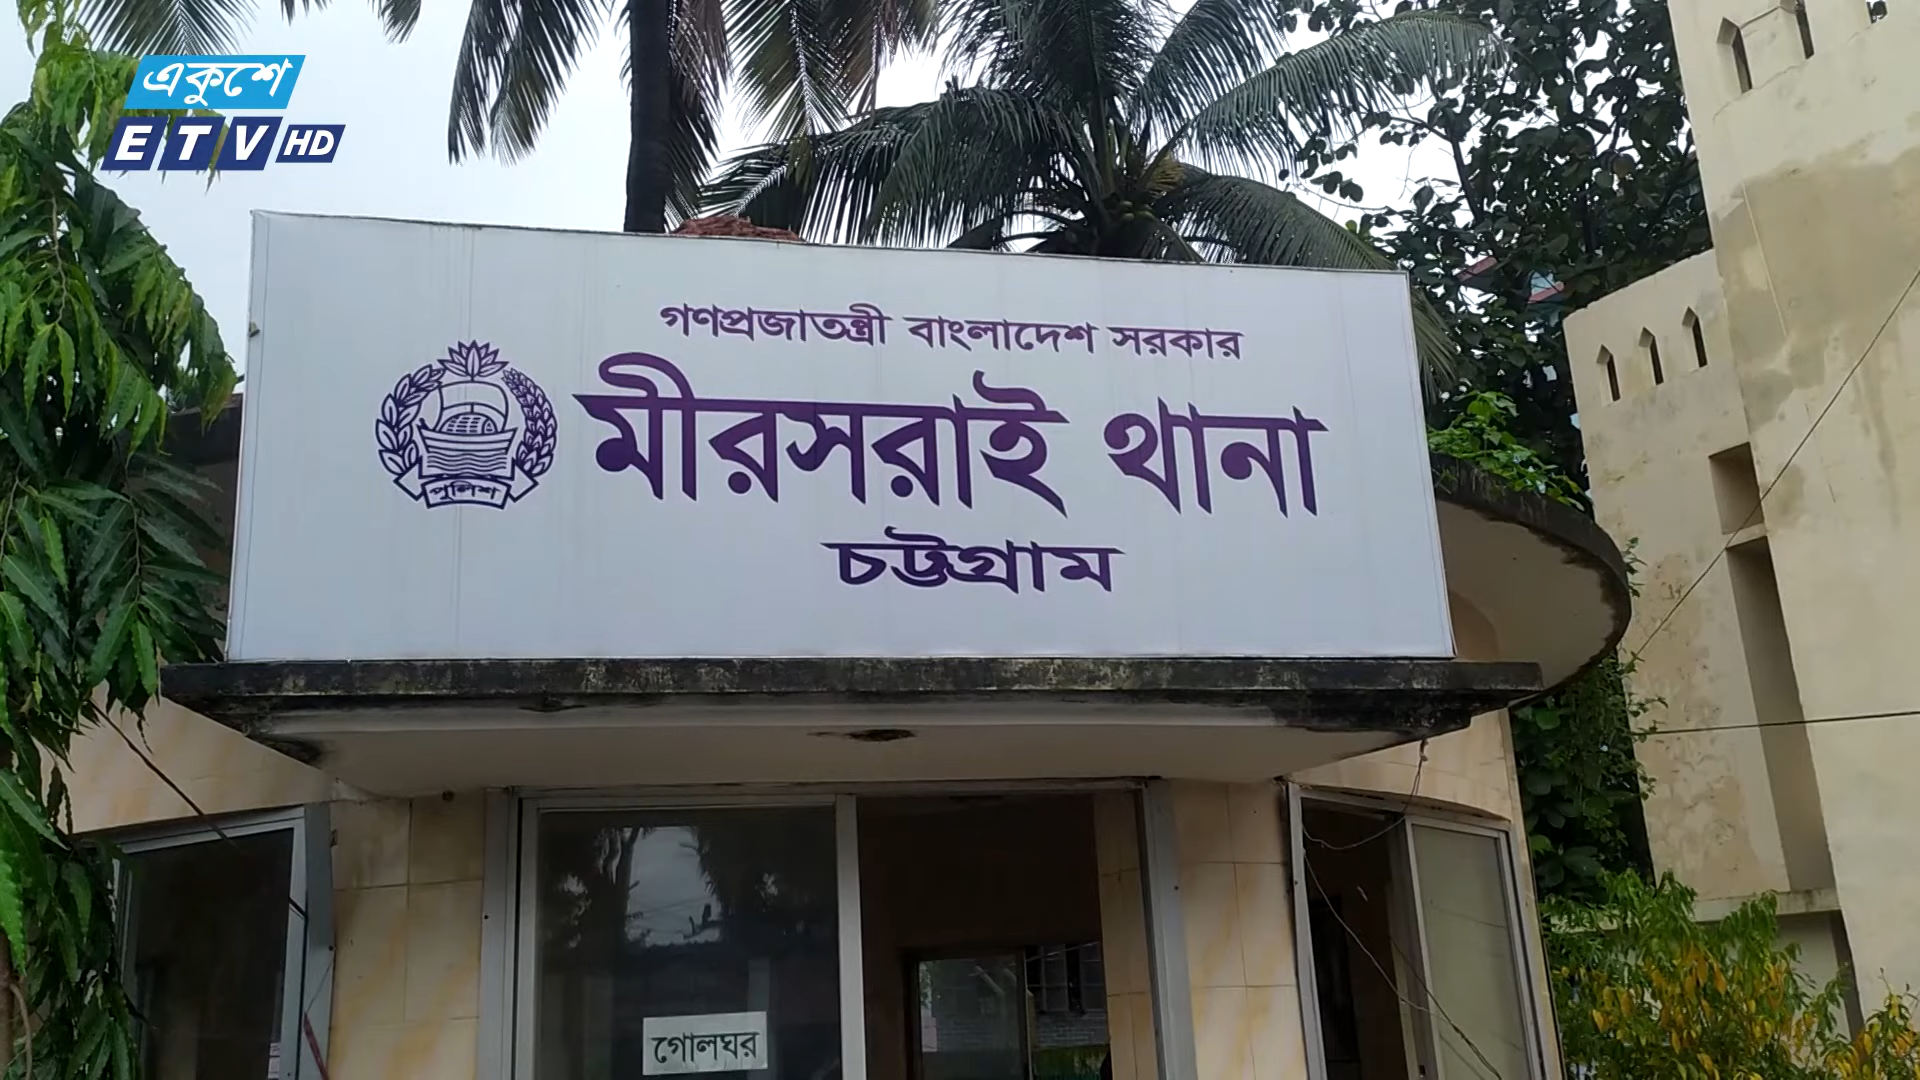 একুশে
ETV HD
গণপ্রজাতন্ত্রী বাংলাদেশ সরকার
মীরসরাই থানা
পুলিশ
চট্টগ্রাম
গোলঘর